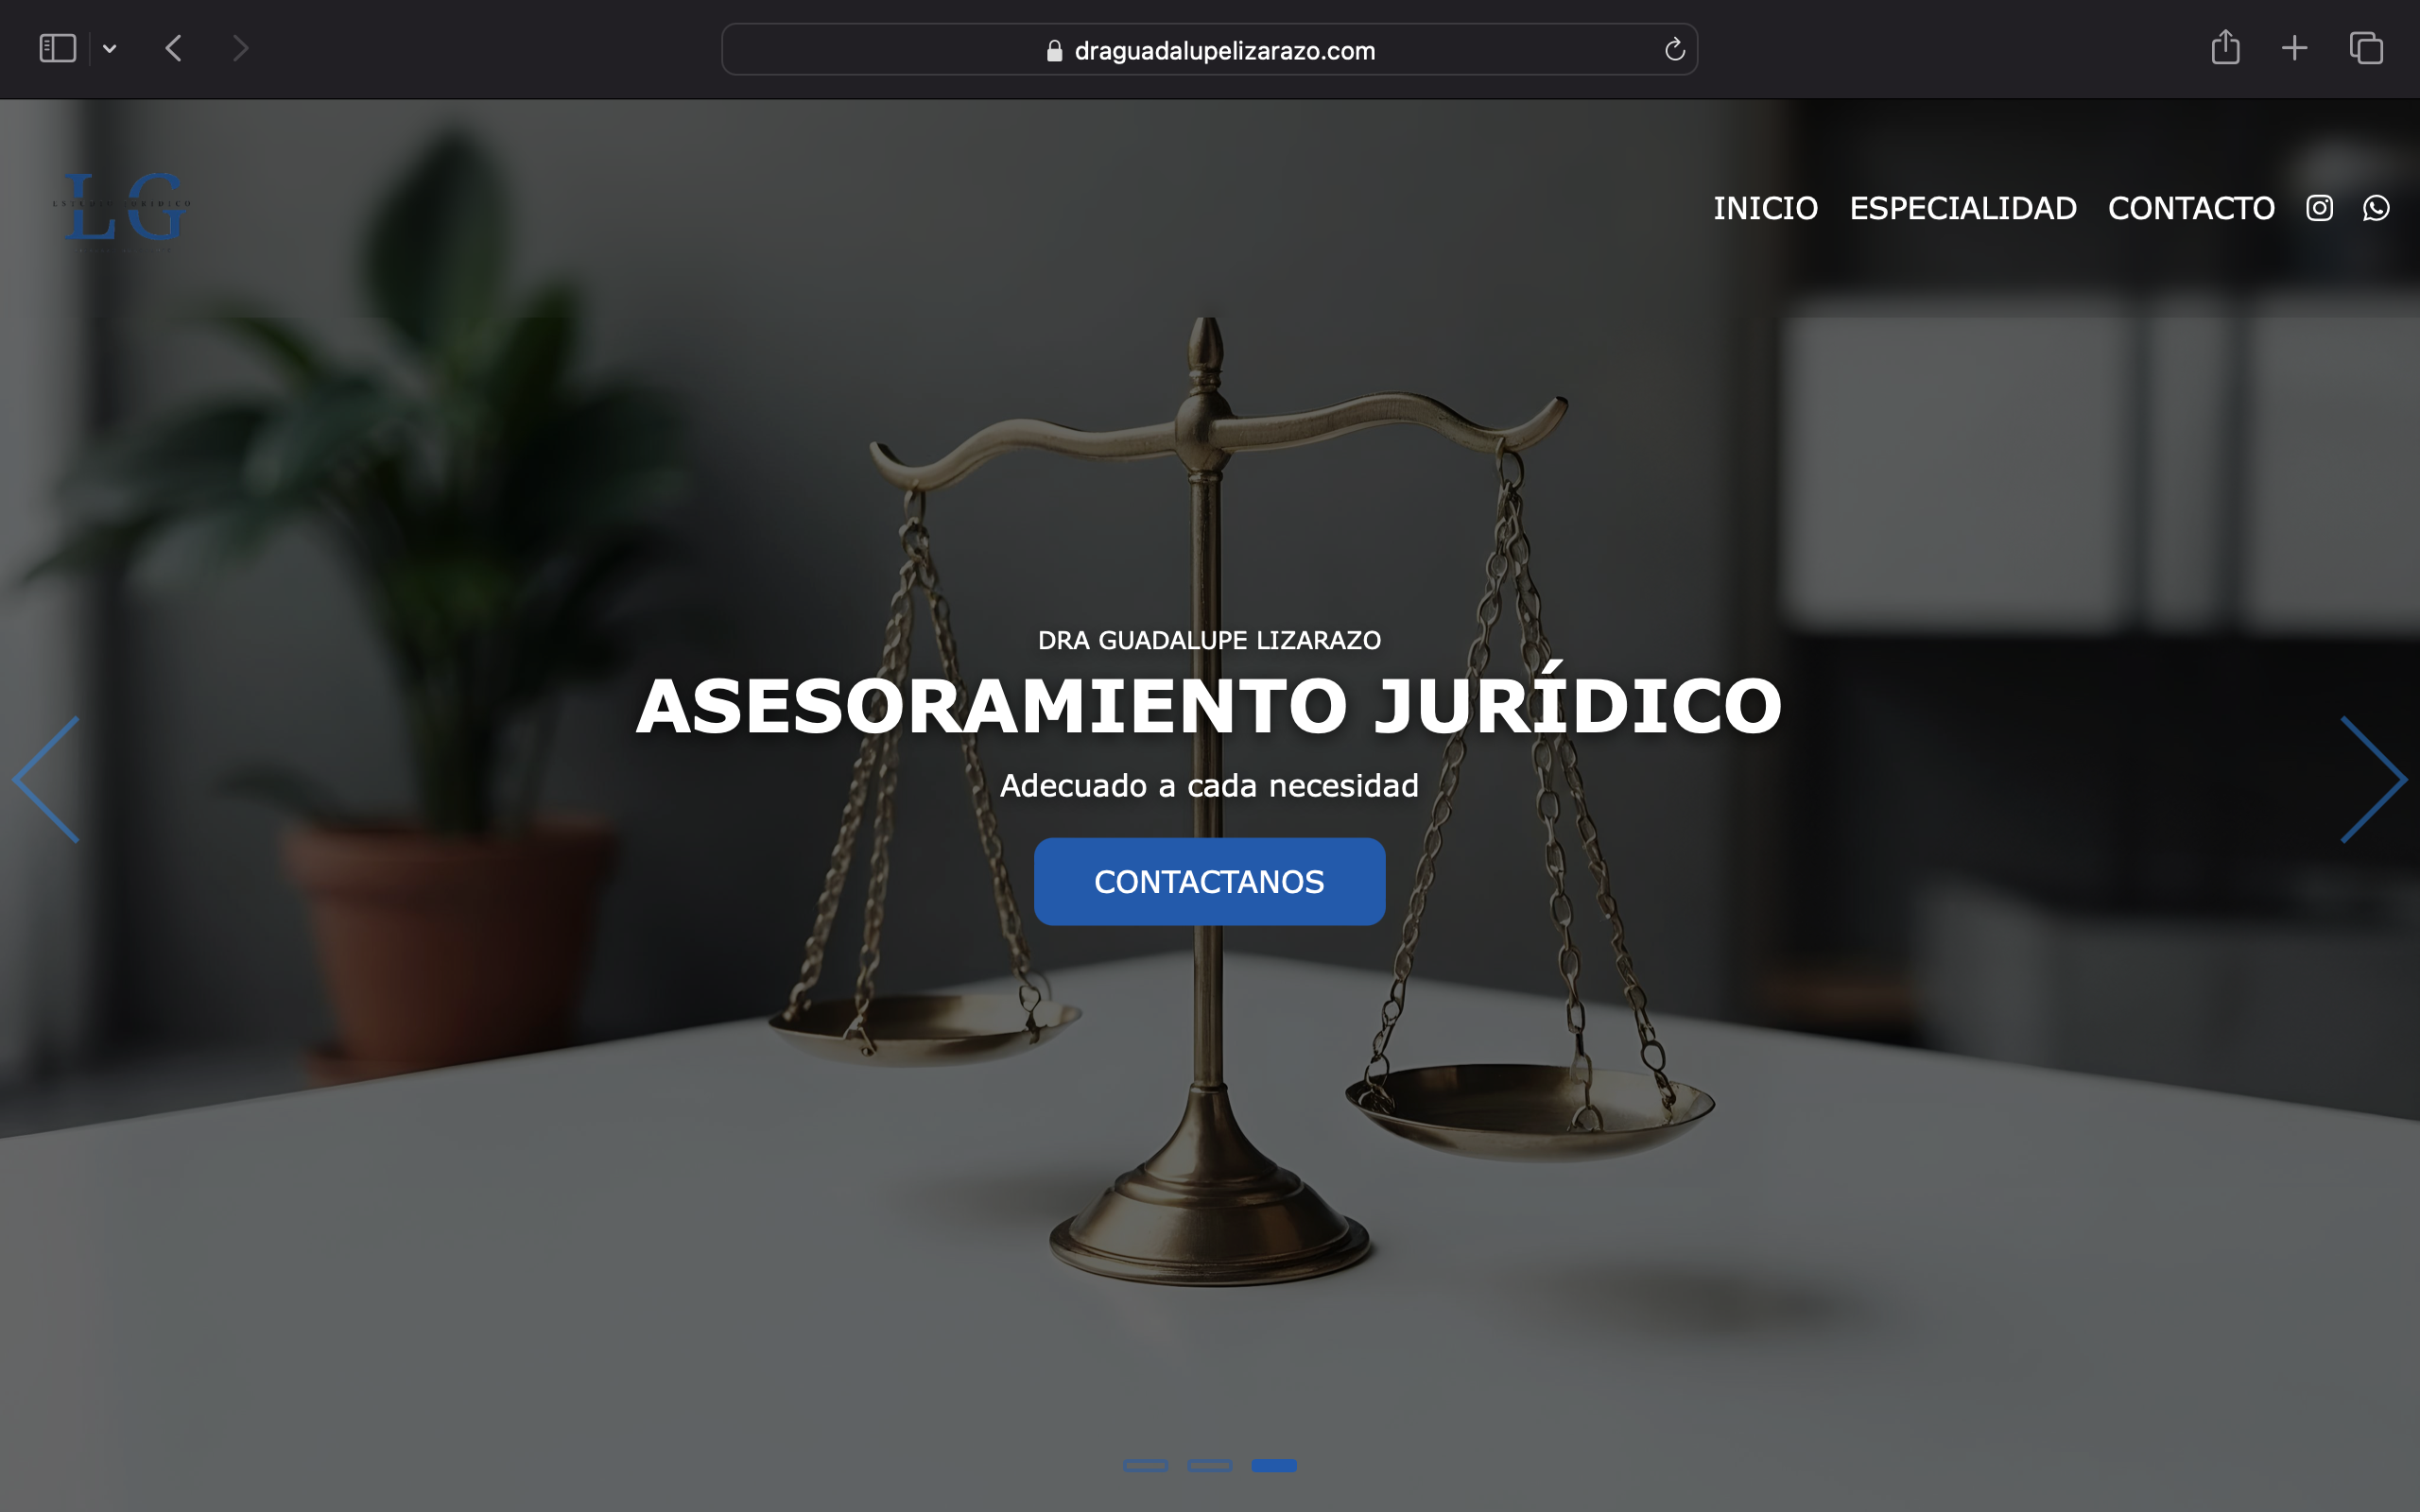 draguadalupelizarazo.com
LG
ESTUDIO JURIDICO
INICIO ESPECIALIDAD CONTACTO
DRA GUADALUPE LIZARAZO
ASESORAMIENTO JURÍDICO
Adecuado a cada necesidad
CONTACTANOS